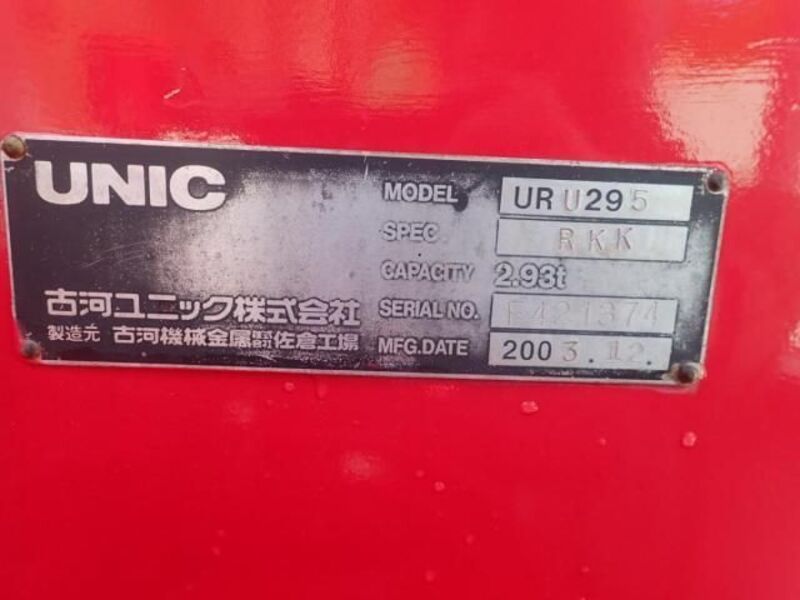 UNIC
MODEL URU295
SPEC RKK
CAPACITY 2.93t
古河ユニック株式会社
SERIAL NO. E421374
製造元 古河機械金属株式会社佐倉工場
MFG.DATE 2003.12